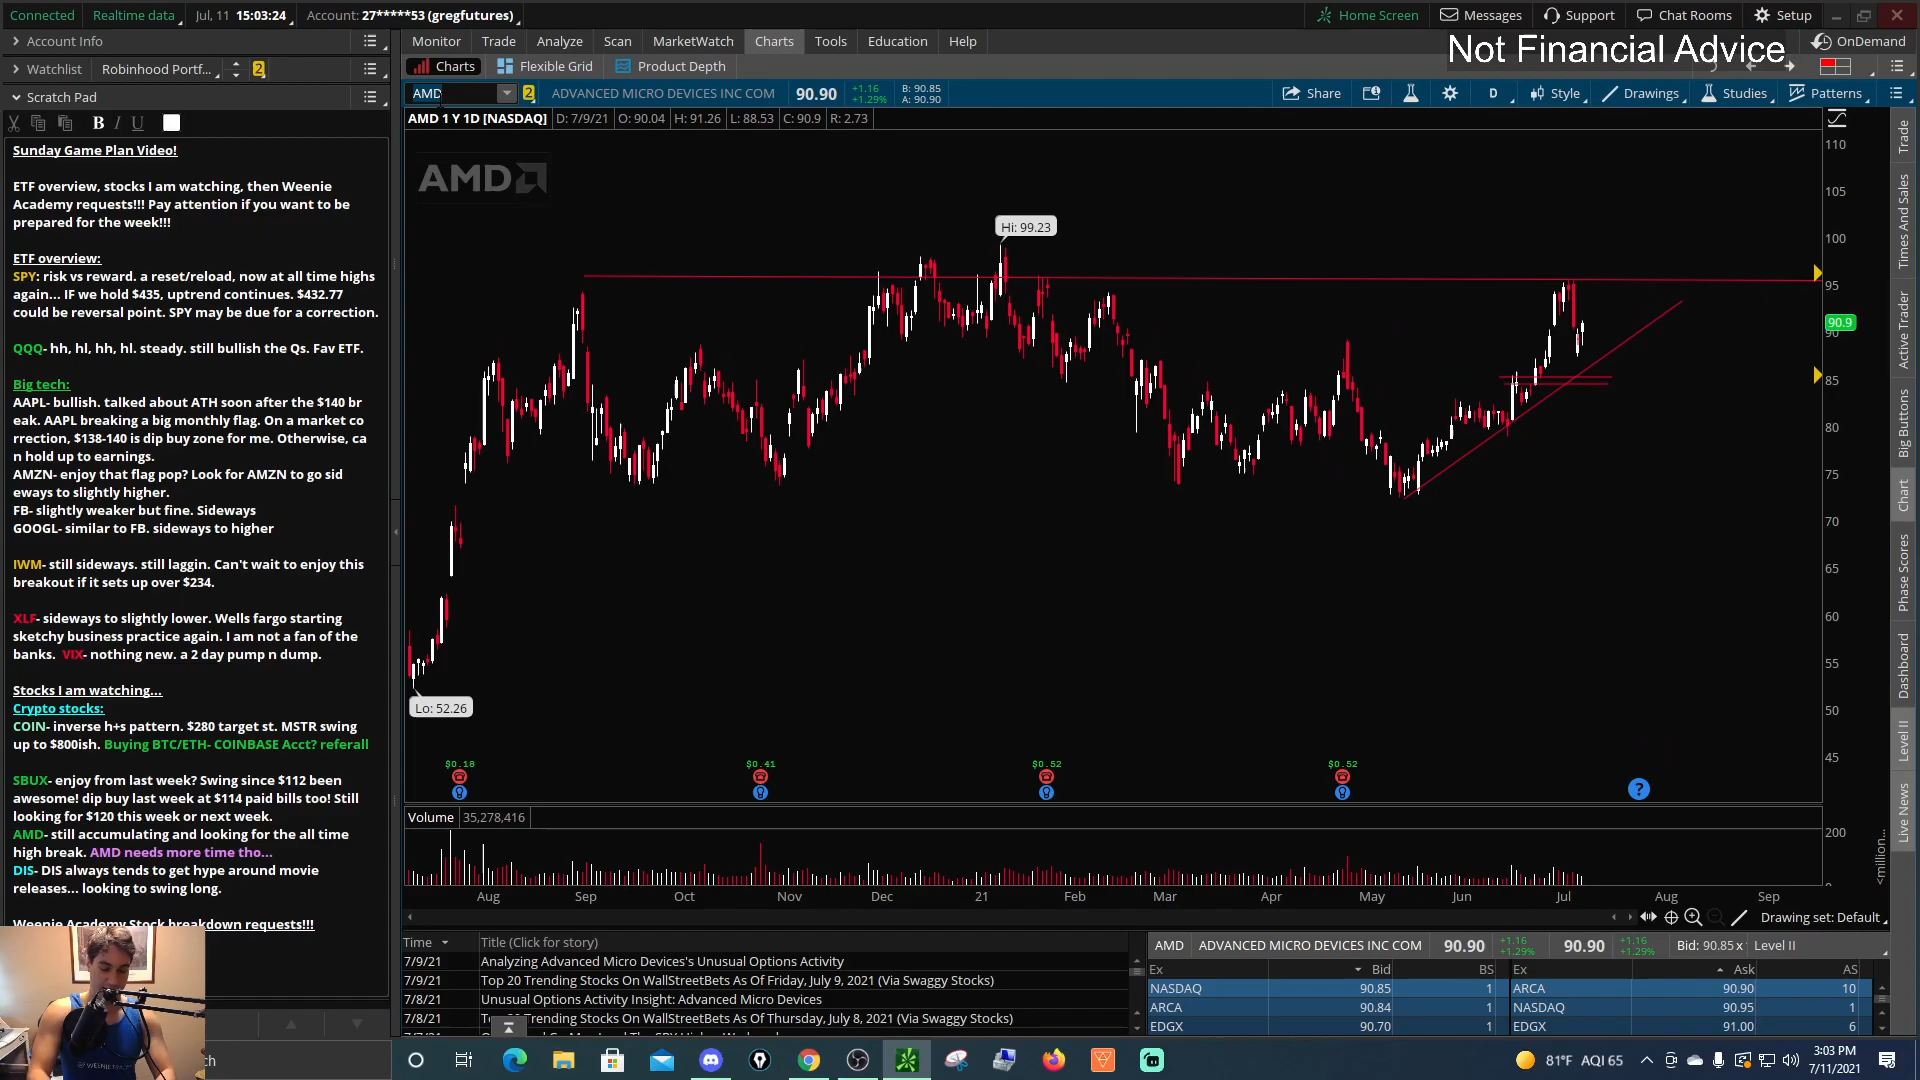 Connected Realtime data Jul, 11 15:03:24 Account: 27*****53 (gregfutures)
Home Screen Messages Support Chat Rooms Setup
Account Info
Monitor Trade Analyze Scan MarketWatch Charts Tools Education Help
Not Financial Advice
OnDemand
Watchlist Robinhood Portf... 2
Charts Flexible Grid Product Depth
Scratch Pad
AMD 2 ADVANCED MICRO DEVICES INC COM 90.90 +1.16 +1.29% B: 90.85 A: 90.90
Share D Style Drawings Studies Patterns
B I U
AMD 1 Y 1D [NASDAQ] D: 7/9/21 O: 90.04 H: 91.26 L: 88.53 C: 90.9 R: 2.73
Sunday Game Plan Video!
ETF overview, stocks I am watching, then Weenie
Academy requests!!! Pay attention if you want to be
prepared for the week!!!
ETF overview:
SPY: risk vs reward. a reset/reload, now at all time highs
again... IF we hold $435, uptrend continues. $432.77
could be reversal point. SPY may be due for a correction.
QQQ- hh, hl, hh, hl. steady. still bullish the Qs. Fav ETF.
Big tech:
AAPL- bullish. talked about ATH soon after the $140 br
eak. AAPL breaking a big monthly flag. On a market co
rrection, $138-140 is dip buy zone for me. Otherwise, ca
n hold up to earnings.
AMZN- enjoy that flag pop? Look for AMZN to go sid
eways to slightly higher.
FB- slightly weaker but fine. Sideways
GOOGL- similar to FB. sideways to higher
IWM- still sideways. still laggin. Can't wait to enjoy this
breakout if it sets up over $234.
XLF- sideways to slightly lower. Wells fargo starting
sketchy business practice again. I am not a fan of the
banks. VIX- nothing new. a 2 day pump n dump.
Stocks I am watching...
Crypto stocks:
COIN- inverse h+s pattern. $280 target st. MSTR swing
up to $800ish. Buying BTC/ETH- COINBASE Acct? referall
SBUX- enjoy from last week? Swing since $112 been
awesome! dip buy last week at $114 paid bills too! Still
looking for $120 this week or next week.
AMD- still accumulating and looking for the all time
high break. AMD needs more time tho...
DIS- DIS always tends to get hype around movie
releases... looking to swing long.
Weenie Academy Stock breakdown requests!!!
AMD
Hi: 99.23
Lo: 52.26
110
105
100
95
90.9
90
85
80
75
70
65
60
55
50
45
$0.18 $0.41 $0.52 $0.52
?
Volume 35,278,416
200
0
<million...
Aug Sep Oct Nov Dec 21 Feb Mar Apr May Jun Jul Aug Sep
Drawing set: Default
Trade
Times And Sales
Active Trader
Big Buttons
Chart
Phase Scores
Dashboard
Level II
Live News
Time Title (Click for story)
7/9/21 Analyzing Advanced Micro Devices's Unusual Options Activity
7/9/21 Top 20 Trending Stocks On WallStreetBets As Of Friday, July 9, 2021 (Via Swaggy Stocks)
7/8/21 Unusual Options Activity Insight: Advanced Micro Devices
7/8/21 Trending Stocks On WallStreetBets As Of Thursday, July 8, 2021 (Via Swaggy Stocks)
AMD ADVANCED MICRO DEVICES INC COM 90.90 +1.16 +1.29% 90.90 +1.16 +1.29% Bid: 90.85 x Level II
Ex Bid BS Ex Ask AS
NASDAQ 90.85 1 ARCA 90.90 10
ARCA 90.84 1 NASDAQ 90.95 1
EDGX 90.70 1 EDGX 91.00 6
81°F AQI 65
3:03 PM
7/11/2021